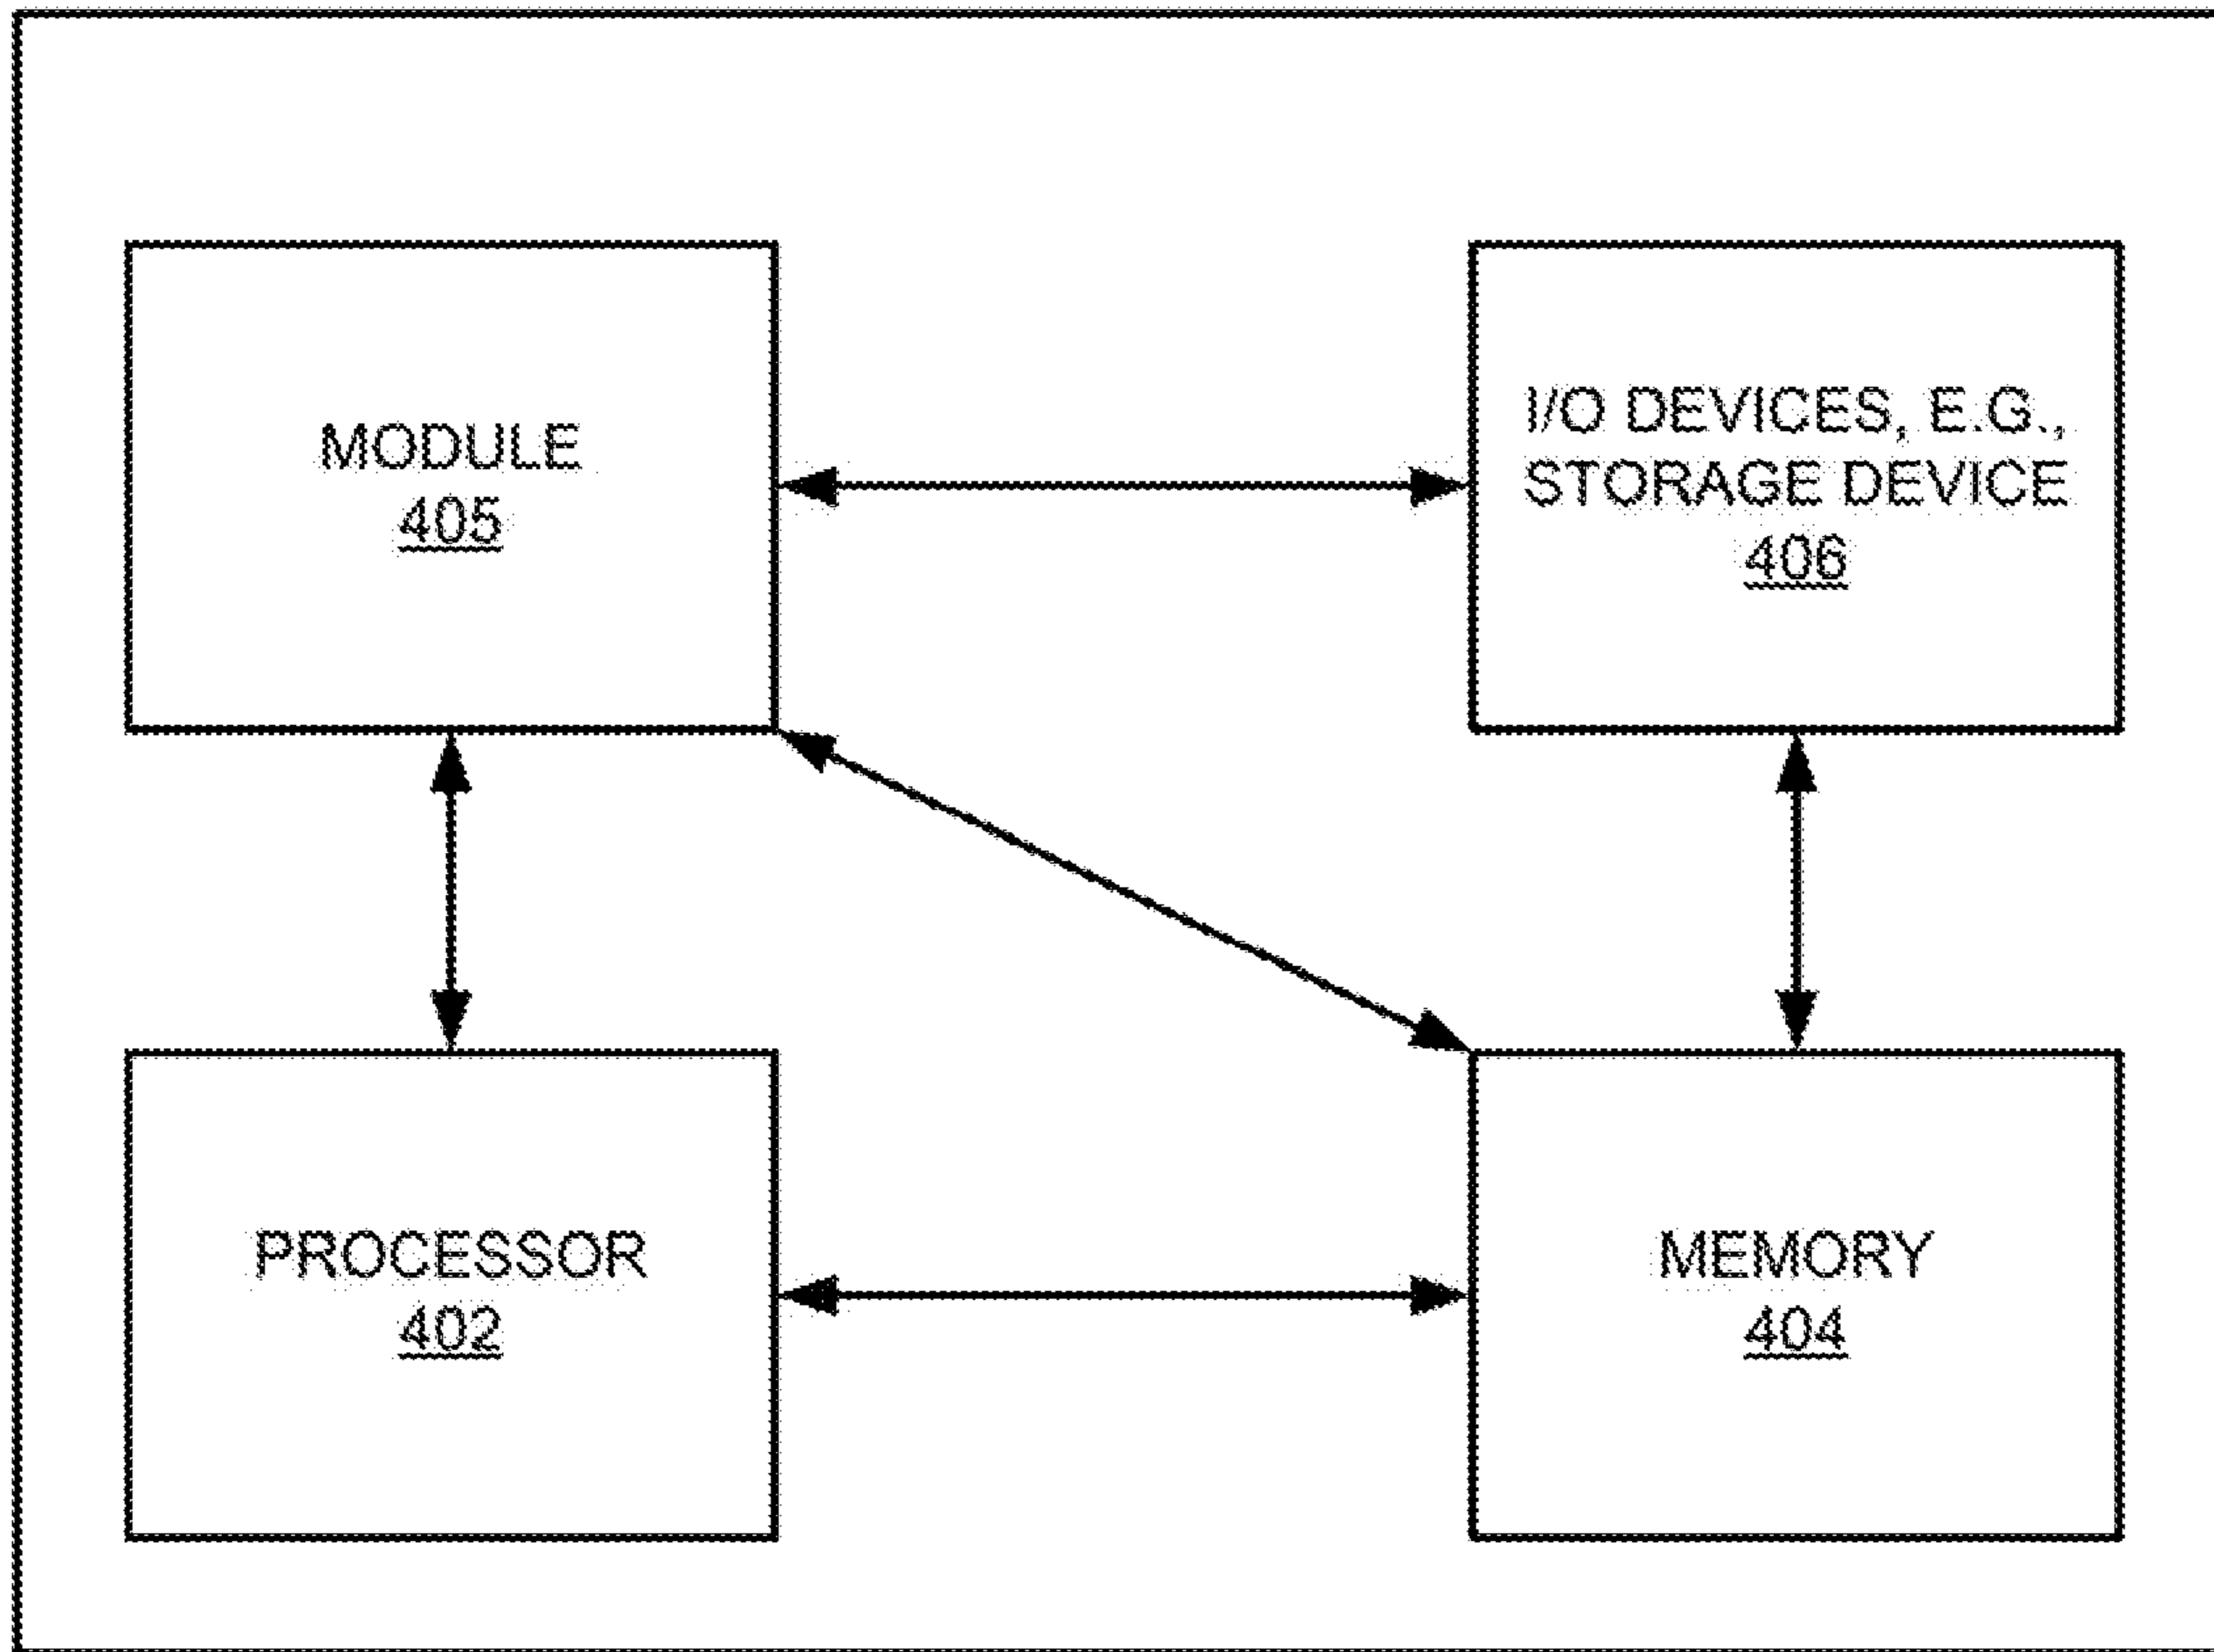 MODULE
405
I/O DEVICES, E.G.,
STORAGE DEVICE
406
PROCESSOR
402
MEMORY
404